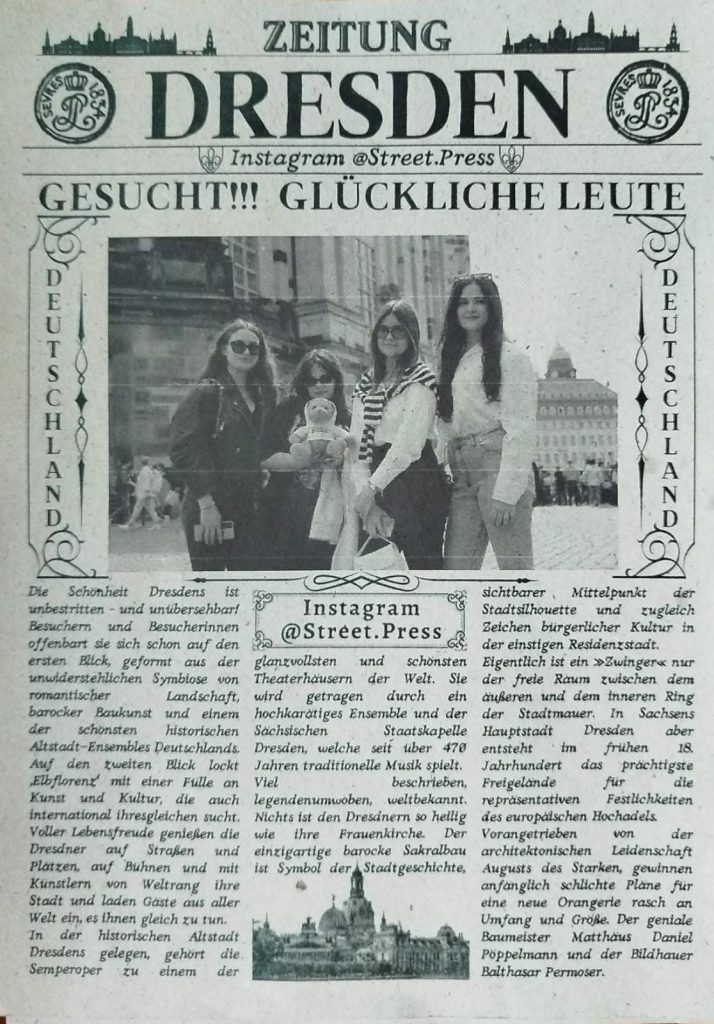 ZEITUNG
DRESDEN
SEVRES 1834
SEVRES 1834
Instagram @Street.Press
GESUCHT!!! GLÜCKLICHE LEUTE
DEUTSCHLAND
DEUTSCHLAND
Die Schönheit Dresdens ist
unbestritten - und unübersehbar!
Besuchern und Besucherinnen
offenbart sie sich schon auf den
ersten Blick, geformt aus der
unwiderstehlichen Symbiose von
romantischer Landschaft,
barocker Baukunst und einem
der schönsten historischen
Altstadt-Ensembles Deutschlands.
Auf den zweiten Blick lockt
‚Elbflorenz‘ mit einer Fülle an
Kunst und Kultur, die auch
international ihresgleichen sucht.
Voller Lebensfreude genießen die
Dresdner auf Straßen und
Plätzen, auf Bühnen und mit
Künstlern von Weltrang ihre
Stadt und laden Gäste aus aller
Welt ein, es ihnen gleich zu tun.
In der historischen Altstadt
Dresdens gelegen, gehört die
Semperoper zu einem der
Instagram
@Street.Press
glanzvollsten und schönsten
Theaterhäusern der Welt. Sie
wird getragen durch ein
hochkarätiges Ensemble und der
Sächsischen Staatskapelle
Dresden, welche seit über 470
Jahren traditionelle Musik spielt.
Viel beschrieben,
legendenumwoben, weltbekannt.
Nichts ist den Dresdnern so heilig
wie ihre Frauenkirche. Der
einzigartige barocke Sakralbau
ist Symbol der Stadtgeschichte,
sichtbarer Mittelpunkt der
Stadtsilhouette und zugleich
Zeichen bürgerlicher Kultur in
der einstigen Residenzstadt.
Eigentlich ist ein »Zwinger« nur
der freie Raum zwischen dem
äußeren und dem inneren Ring
der Stadtmauer. In Sachsens
Hauptstadt Dresden aber
entsteht im frühen 18.
Jahrhundert das prächtigste
Freigelände für die
repräsentativen Festlichkeiten
des europäischen Hochadels.
Vorangetrieben von der
architektonischen Leidenschaft
Augusts des Starken, gewinnen
anfänglich schlichte Pläne für
eine neue Orangerie rasch an
Umfang und Größe. Der geniale
Baumeister Matthäus Daniel
Pöppelmann und der Bildhauer
Balthasar Permoser.